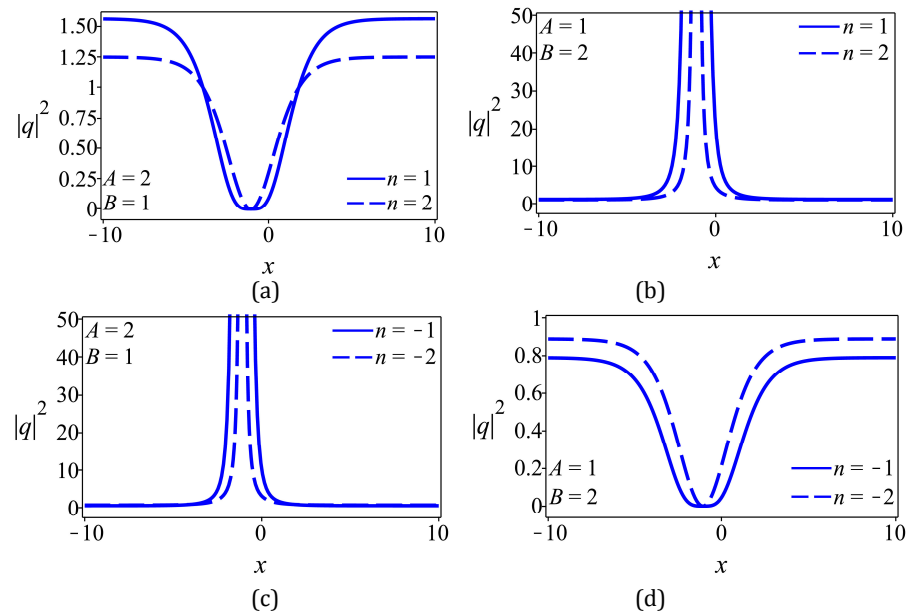 1.50
1.25
1
0.75
0.50
0.25
0
|q|²
A = 2
B = 1
n = 1
n = 2
−10
0
10
x
(a)
50
40
30
20
10
0
|q|²
A = 1
B = 2
n = 1
n = 2
−10
0
10
x
(b)
50
40
30
20
10
0
|q|²
A = 2
B = 1
n = −1
n = −2
−10
0
10
x
(c)
1
0.8
0.6
0.4
0.2
0
|q|²
A = 1
B = 2
n = −1
n = −2
−10
0
10
x
(d)